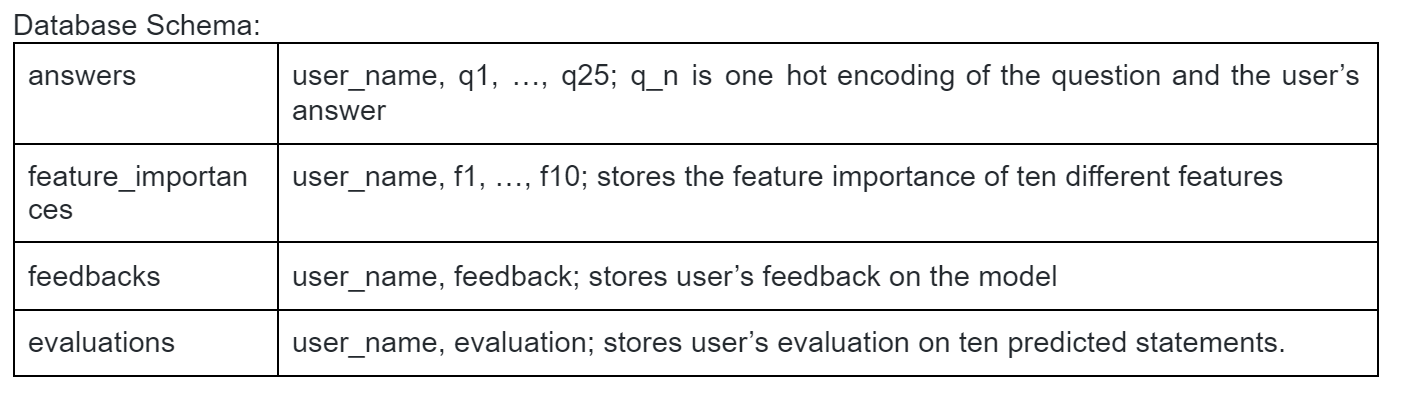 Database Schema:
answers
user_name, q1, …, q25; q_n is one hot encoding of the question and the user’s
answer
feature_importan
ces
user_name, f1, …, f10; stores the feature importance of ten different features
feedbacks
user_name, feedback; stores user’s feedback on the model
evaluations
user_name, evaluation; stores user’s evaluation on ten predicted statements.